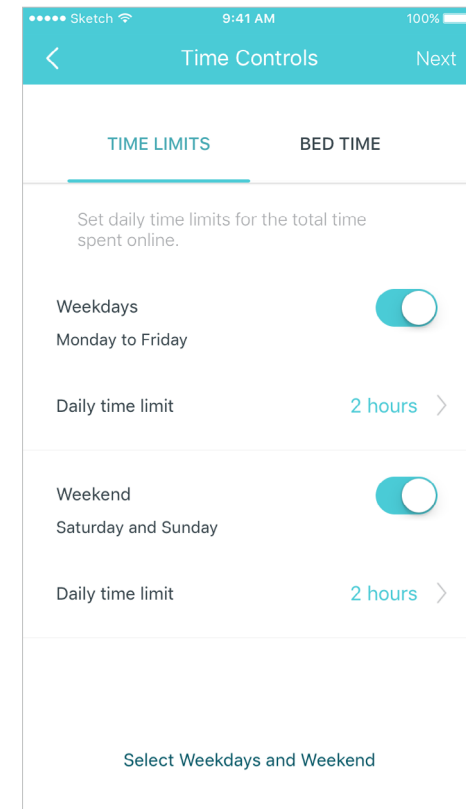 Sketch 9:41 AM 100%
Time Controls Next
TIME LIMITS BED TIME
Set daily time limits for the total time
spent online.
Weekdays
Monday to Friday
Daily time limit 2 hours
Weekend
Saturday and Sunday
Daily time limit 2 hours
Select Weekdays and Weekend